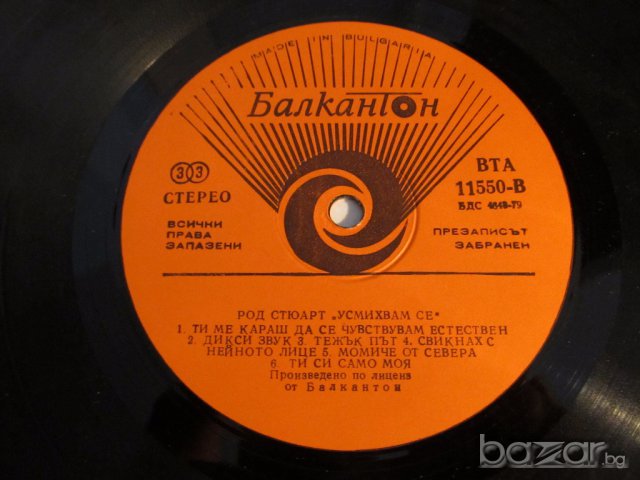 MADE IN BULGARIA
Балкантон
33
СТЕРЕО
ВТА
11550-В
БДС 4848-79
ВСИЧКИ
ПРАВА
ЗАПАЗЕНИ
ПРЕЗАПИСЪТ
ЗАБРАНЕН
РОД СТЮАРТ „УСМИХВАМ СЕ"
1. ТИ МЕ КАРАШ ДА СЕ ЧУВСТВУВАМ ЕСТЕСТВЕН
2. ДИКСИ ЗВУК 3. ТЕЖЪК ПЪТ 4. СВИКНАХ С
НЕЙНОТО ЛИЦЕ 5. МОМИЧЕ ОТ СЕВЕРА
6. ТИ СИ САМО МОЯ
Произведено по лиценз
от Балкантон
bazar.bg